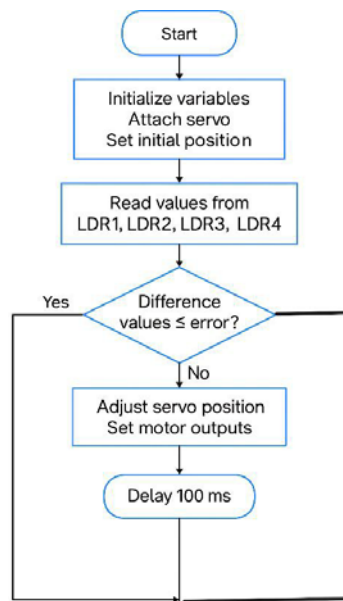 Start
Initialize variables
Attach servo
Set initial position
Read values from
LDR1, LDR2, LDR3, LDR4
Yes
Difference
values ≤ error?
No
Adjust servo position
Set motor outputs
Delay 100 ms